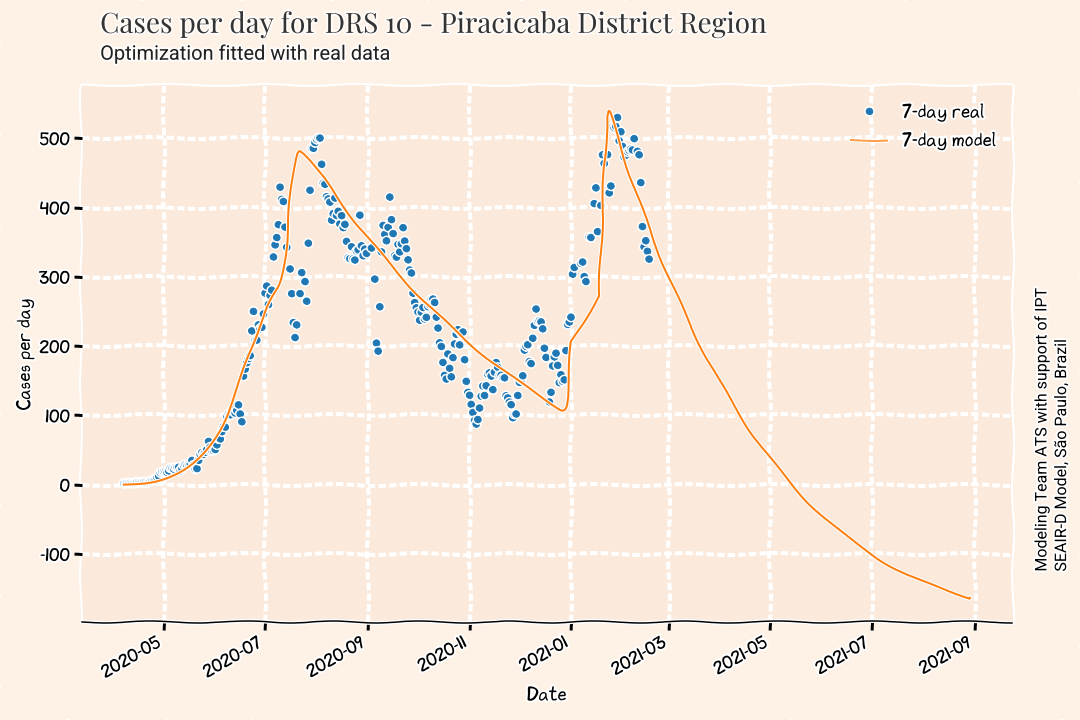 Cases per day for DRS 10 - Piracicaba District Region
Optimization fitted with real data
7-day real
7-day model
500
400
300
200
100
0
-100
Cases per day
2020-05
2020-07
2020-09
2020-11
2021-01
2021-03
2021-05
2021-07
2021-09
Date
Modeling Team ATS with support of IPT
SEAIR-D Model, São Paulo, Brazil